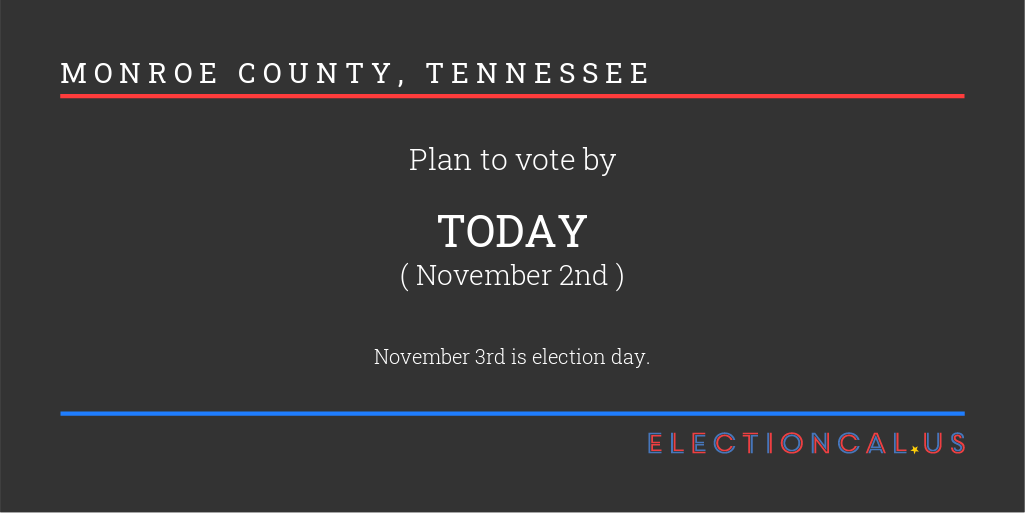 MONROE COUNTY, TENNESSEE
Plan to vote by
TODAY
( November 2nd )
November 3rd is election day.
ELECTIONCAL.US